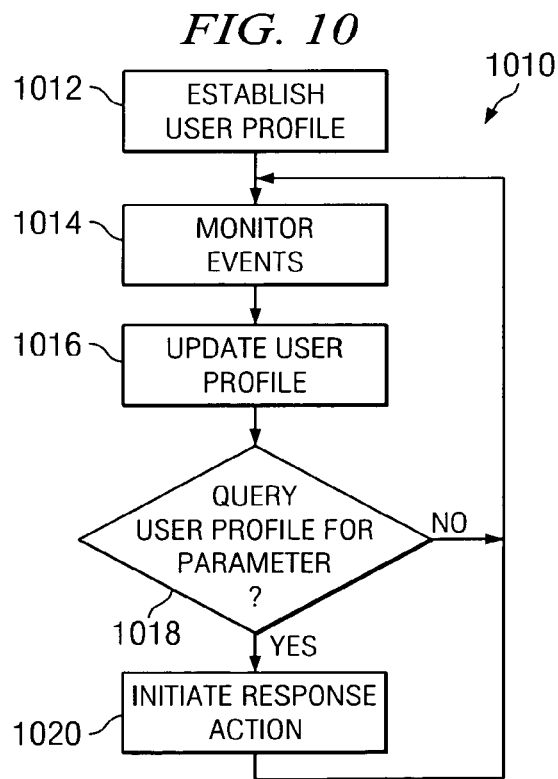 FIG. 10
1010
1012
ESTABLISH
USER PROFILE
1014
MONITOR
EVENTS
1016
UPDATE USER
PROFILE
QUERY
USER PROFILE FOR
PARAMETER
?
NO
1018
YES
INITIATE RESPONSE
ACTION
1020